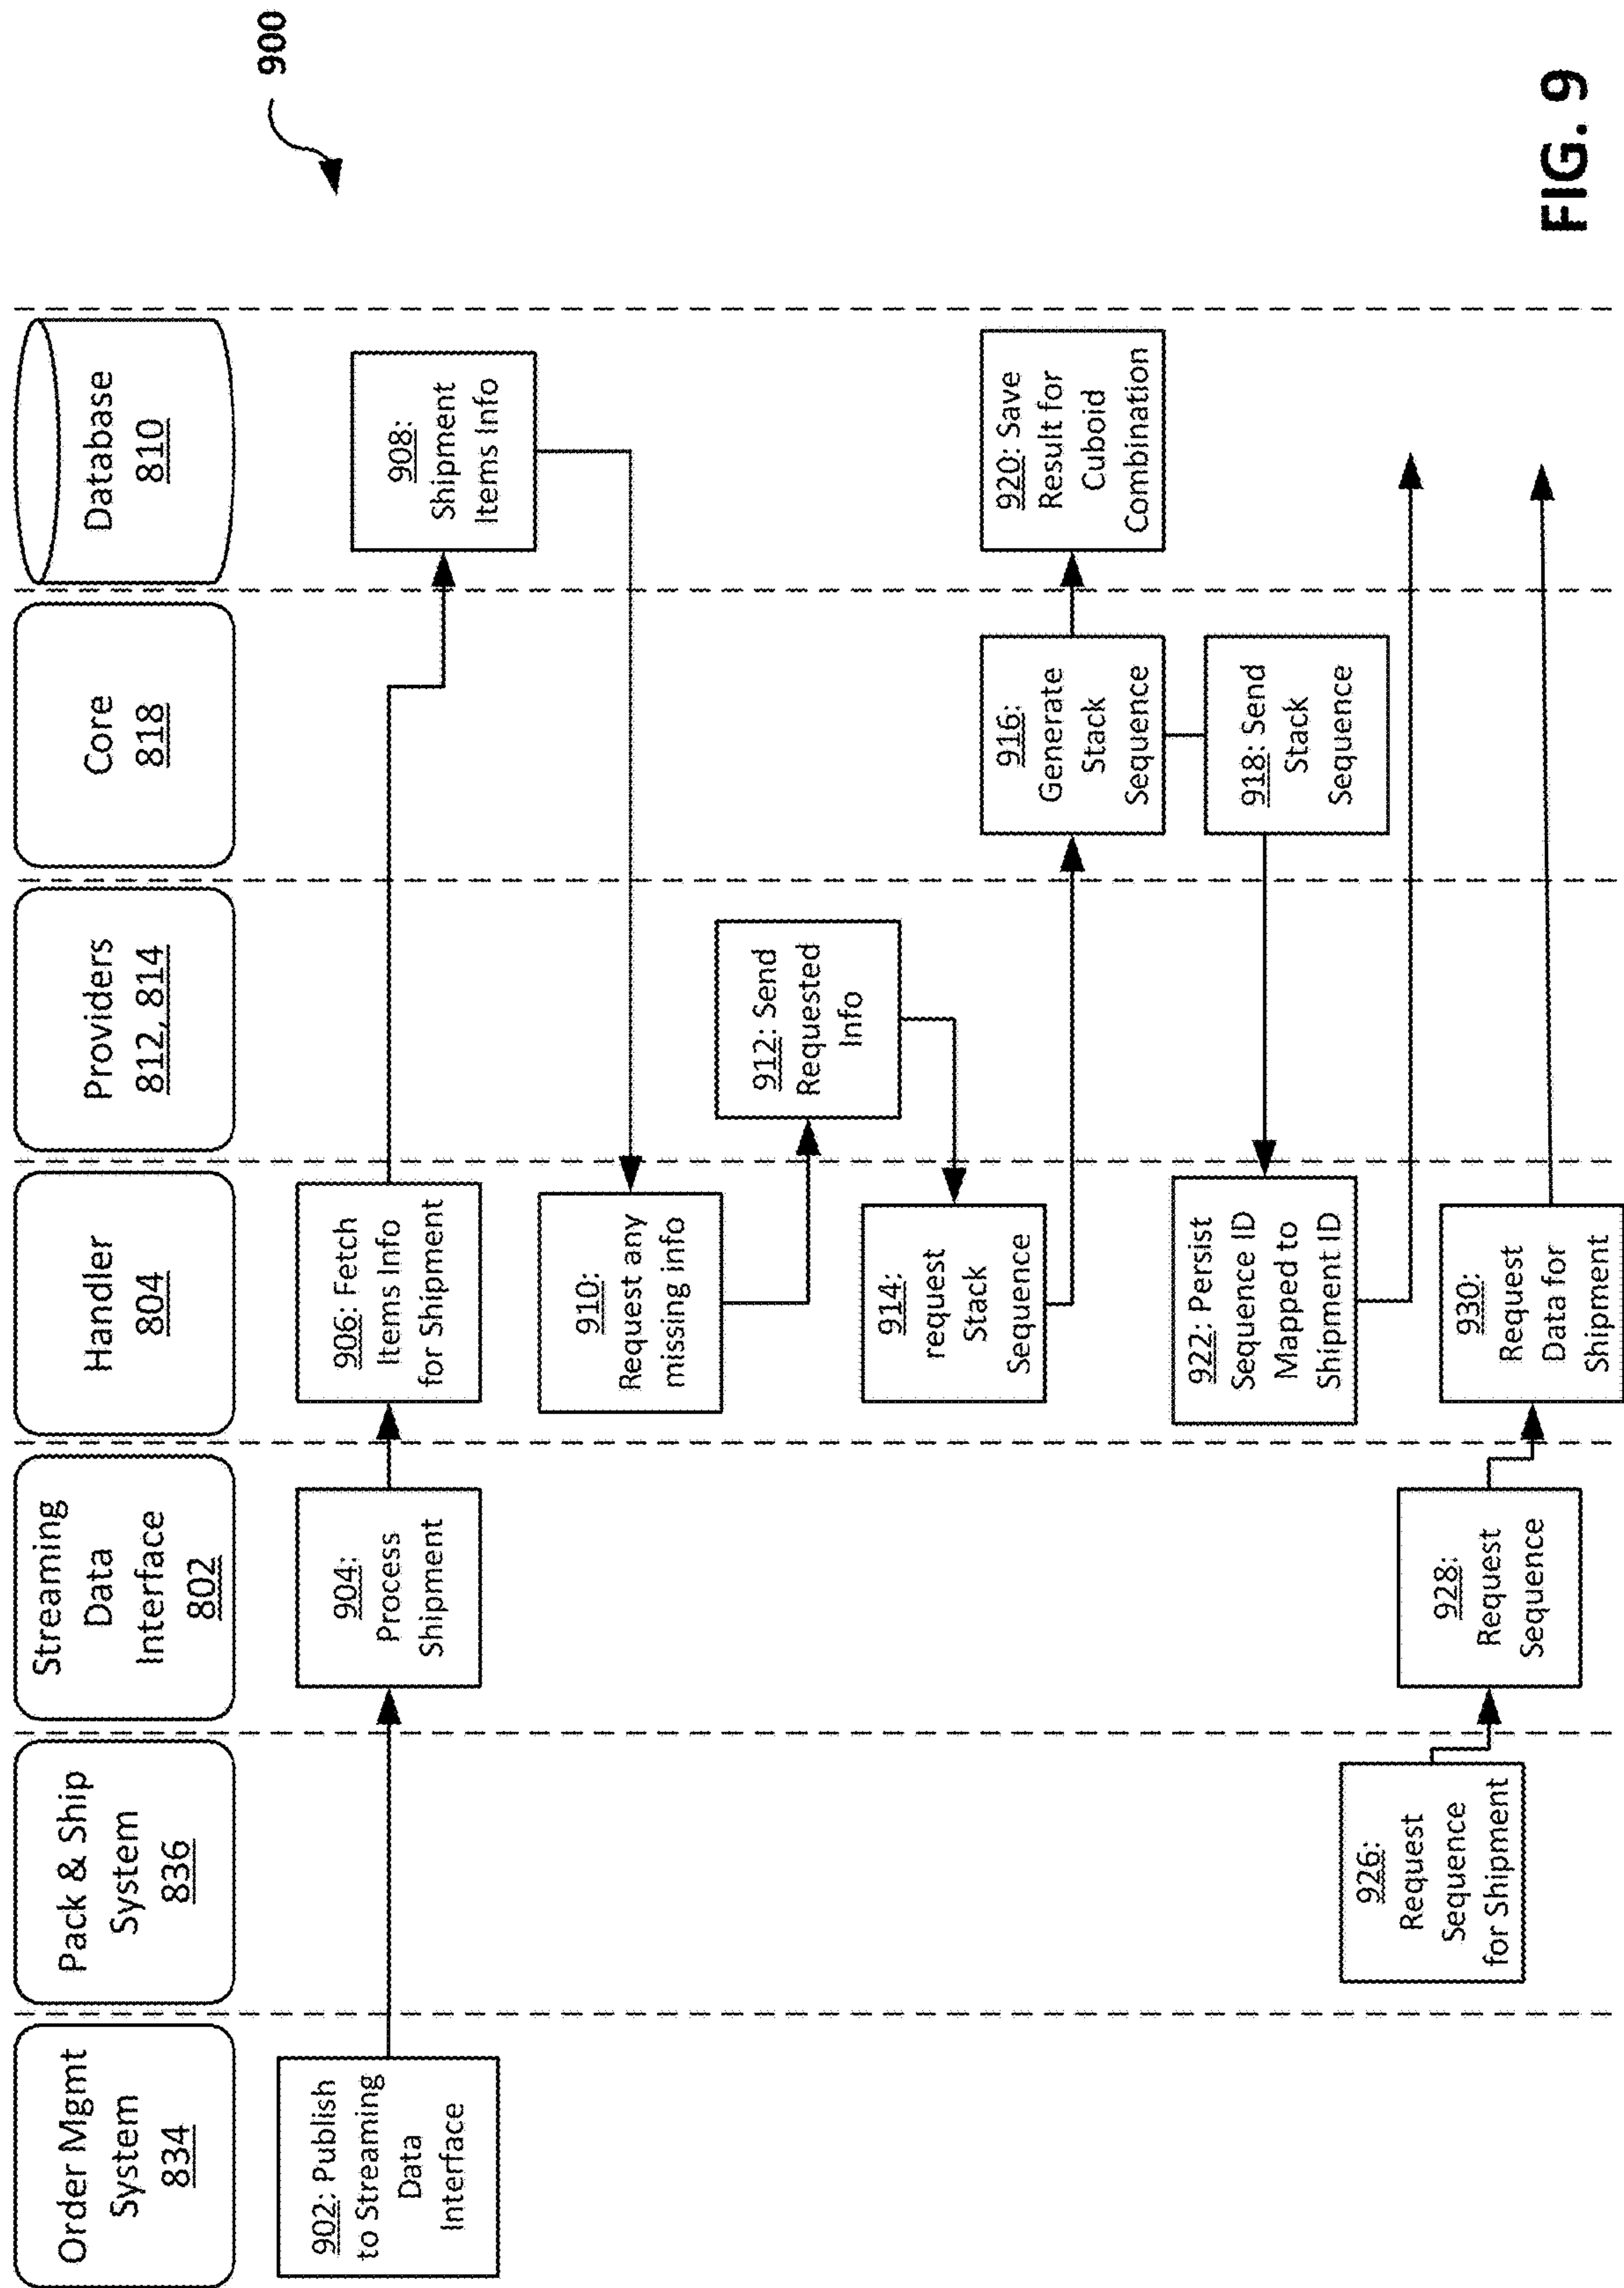 900
Order Mgmt
System
834
Pack & Ship
System
836
Streaming
Data
Interface
802
Handler
804
Providers
812, 814
Core
818
Database
810
902: Publish
to Streaming
Data
Interface
904:
Process
Shipment
906: Fetch
Items Info
for Shipment
908:
Shipment
Items Info
910:
Request any
missing info
912: Send
Requested
Info
914:
request
Stack
Sequence
916:
Generate
Stack
Sequence
920: Save
Result for
Cuboid
Combination
918: Send
Stack
Sequence
922: Persist
Sequence ID
Mapped to
Shipment ID
926:
Request
Sequence
for Shipment
928:
Request
Sequence
930:
Request
Data for
Shipment
FIG. 9